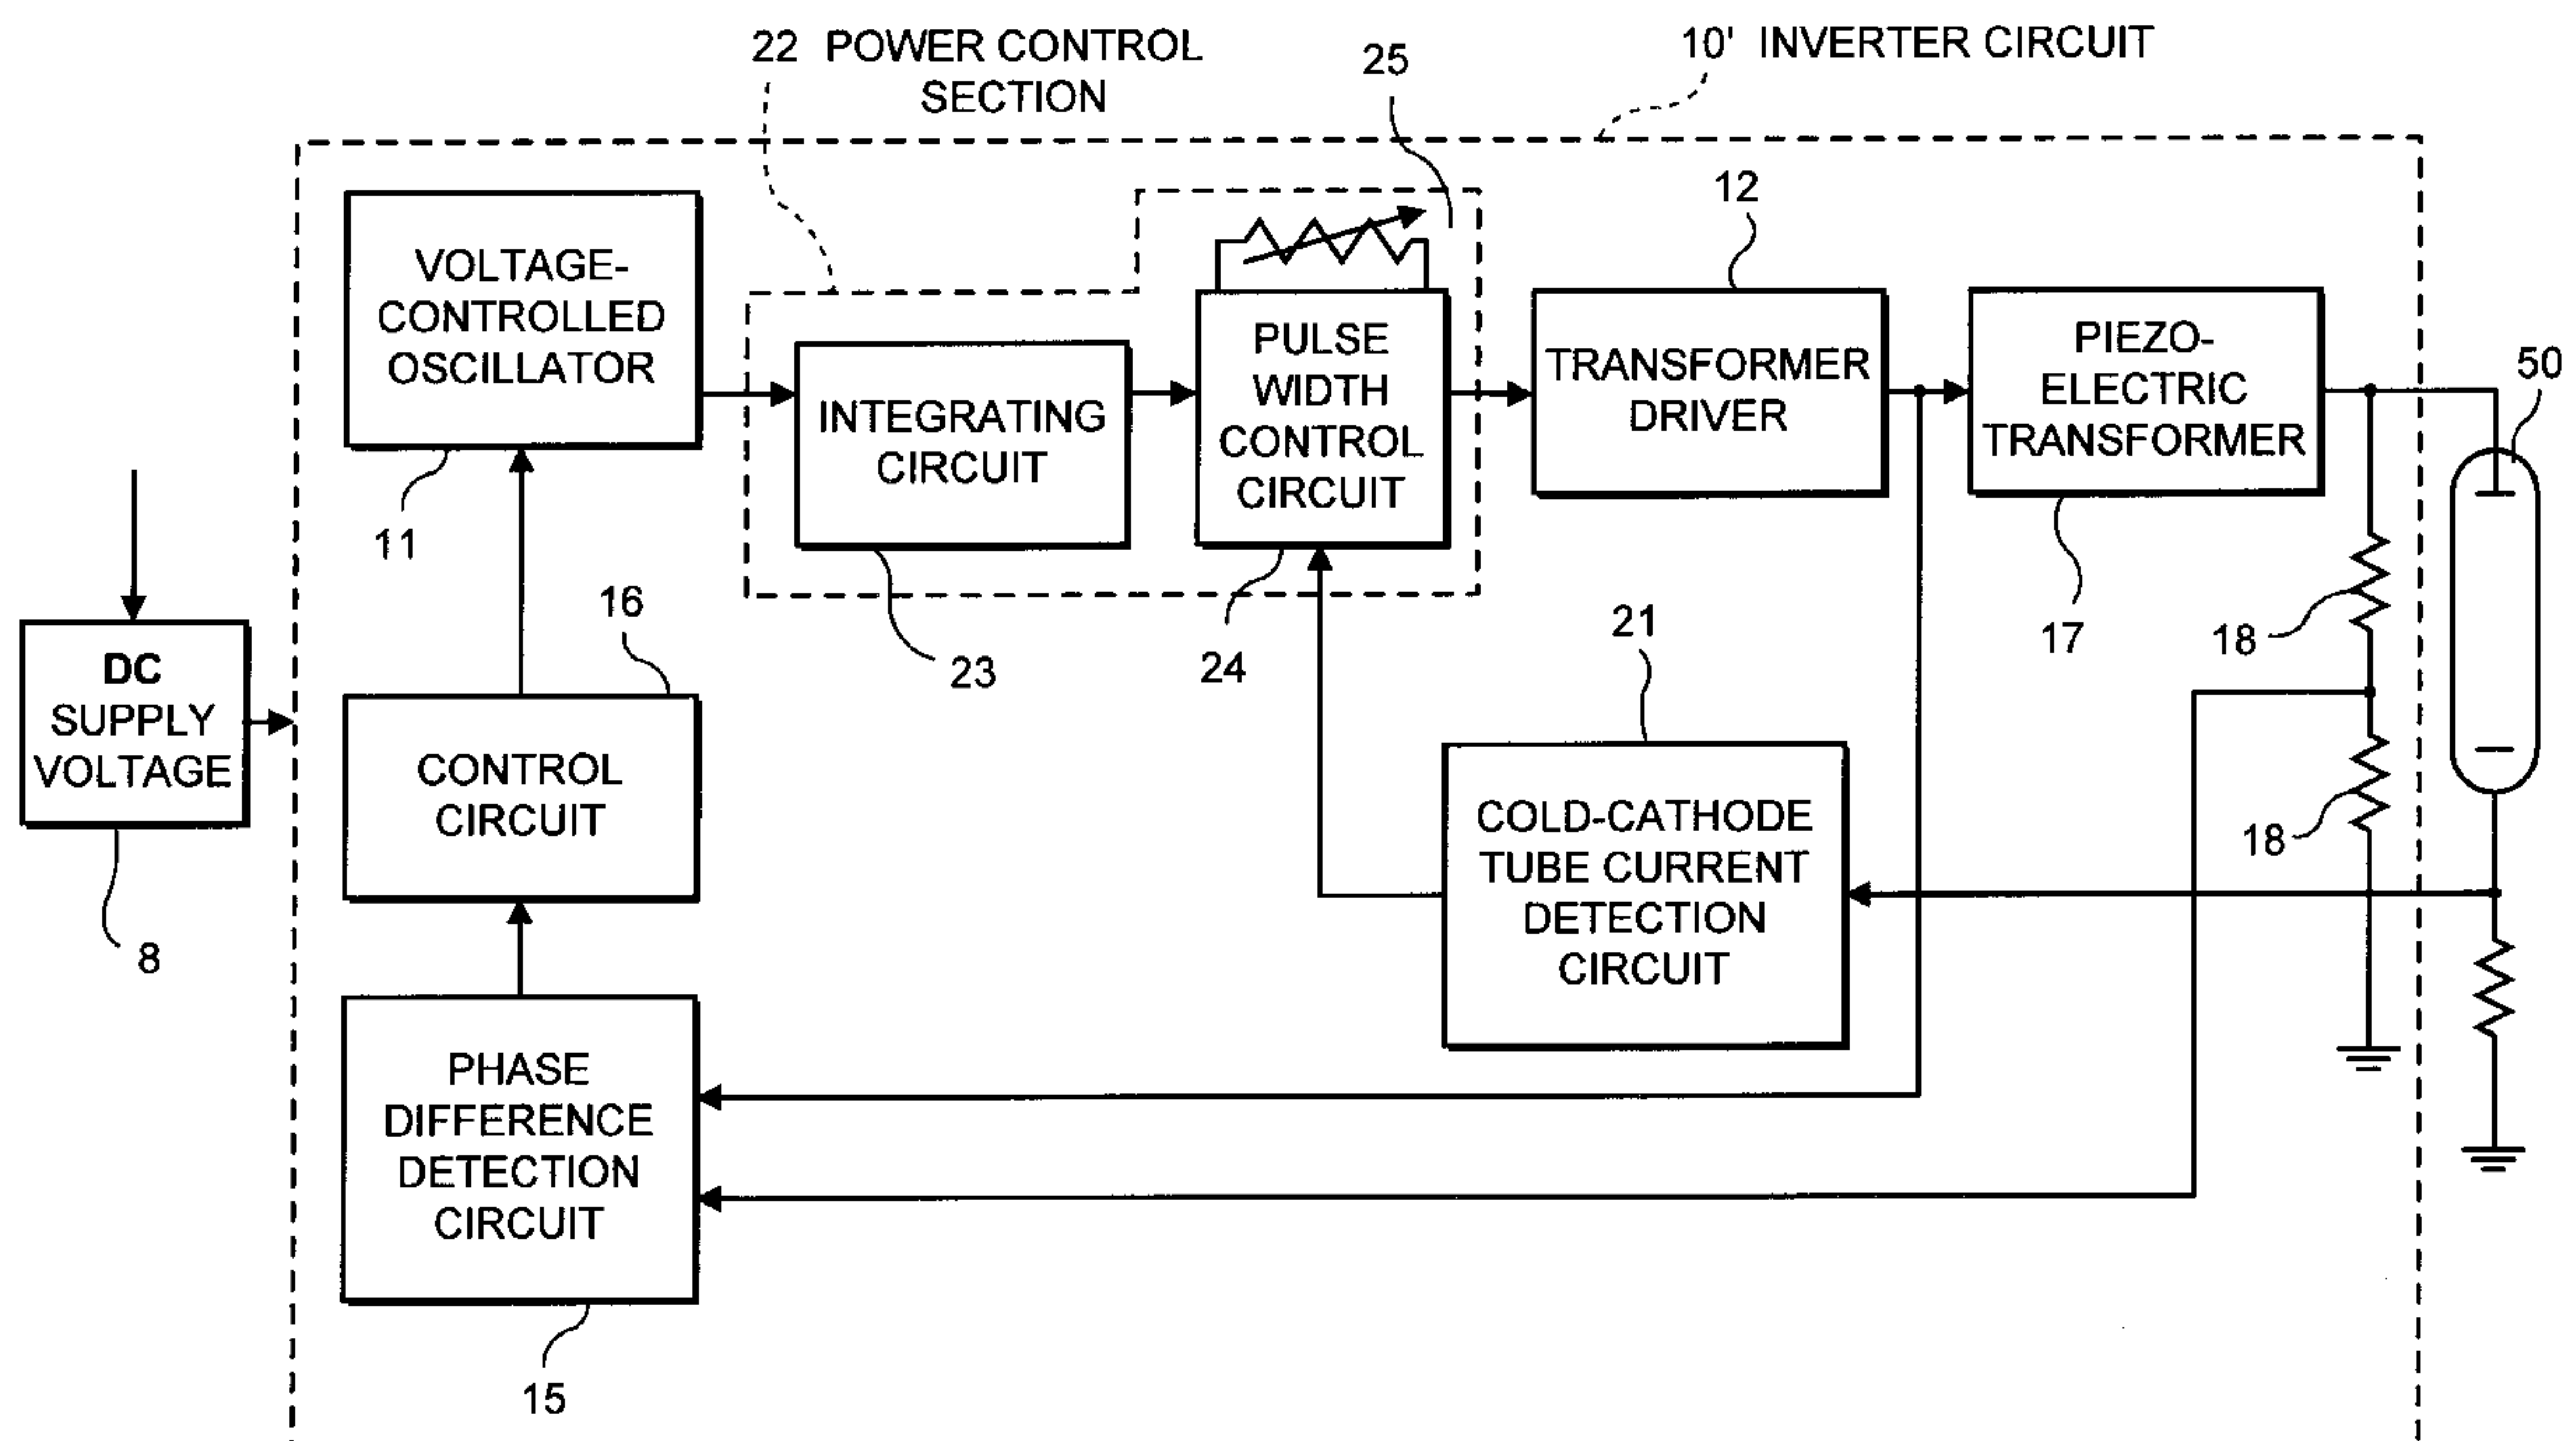 22 POWER CONTROL
SECTION
25
10' INVERTER CIRCUIT
12
VOLTAGE-
CONTROLLED
OSCILLATOR
11
INTEGRATING
CIRCUIT
23
PULSE
WIDTH
CONTROL
CIRCUIT
24
TRANSFORMER
DRIVER
PIEZO-
ELECTRIC
TRANSFORMER
17
50
18
18
16
21
DC
SUPPLY
VOLTAGE
8
CONTROL
CIRCUIT
COLD-CATHODE
TUBE CURRENT
DETECTION
CIRCUIT
PHASE
DIFFERENCE
DETECTION
CIRCUIT
15